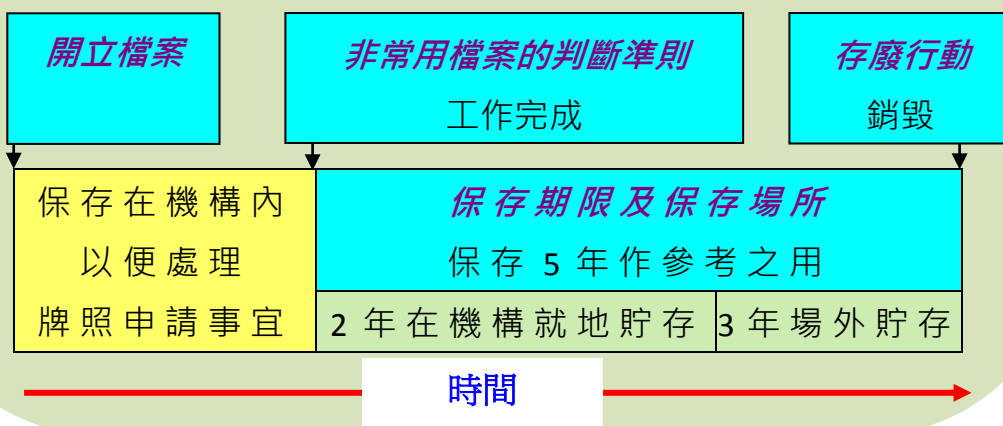 開立檔案
非常用檔案的判斷準則
工作完成
存廢行動
銷毀
保存在機構內
以便處理
牌照申請事宜
保存期限及保存場所
保存 5 年作參考之用
2 年在機構就地貯存
3 年場外貯存
時間